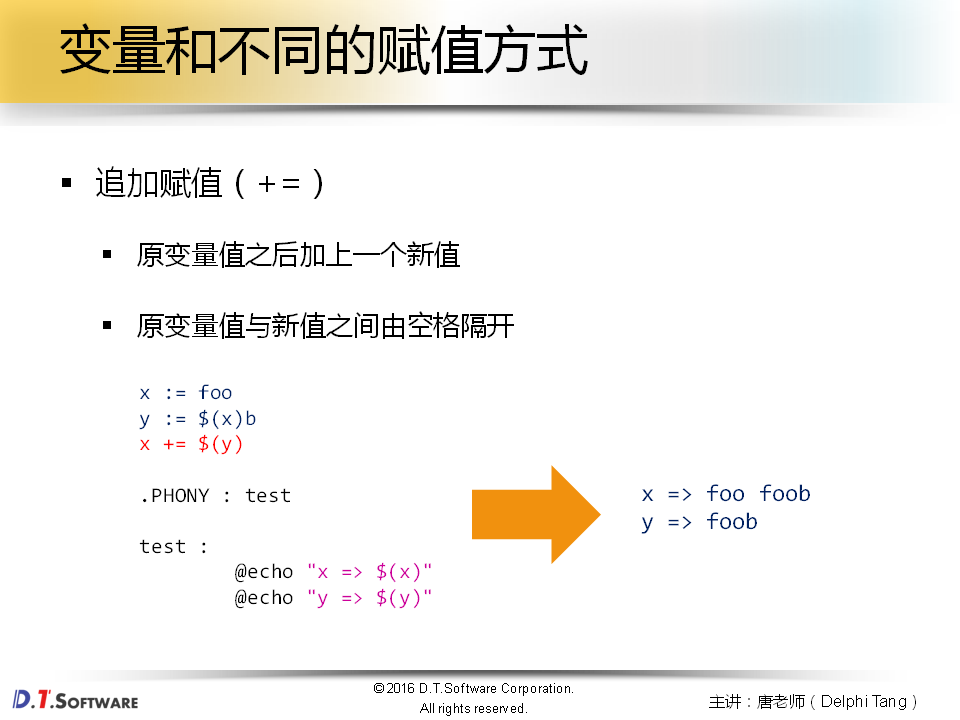 变量和不同的赋值方式
追加赋值（+=）
原变量值之后加上一个新值
原变量值与新值之间由空格隔开
x := foo
y := $(x)b
x += $(y)
.PHONY : test
test :
@echo "x => $(x)"
@echo "y => $(y)"
x => foo foob
y => foob
D.T.SOFTWARE
©2016 D.T.Software Corporation.
All rights reserved.
主讲：唐老师（Delphi Tang）